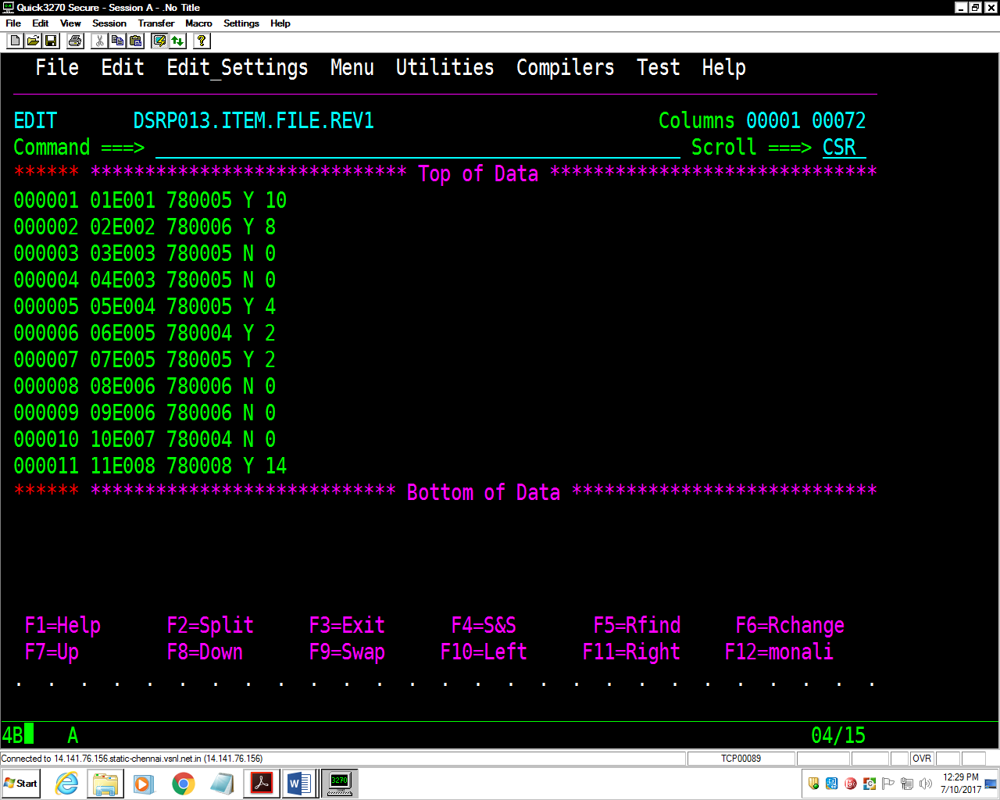 Quick3270 Secure - Session A - .No Title
File Edit View Session Transfer Macro Settings Help
File Edit Edit_Settings Menu Utilities Compilers Test Help
EDIT DSRP013.ITEM.FILE.REV1 Columns 00001 00072
Command ===> Scroll ===> CSR
****** ***************************** Top of Data ******************************
000001 01E001 780005 Y 10
000002 02E002 780006 Y 8
000003 03E003 780005 N 0
000004 04E003 780005 N 0
000005 05E004 780005 Y 4
000006 06E005 780004 Y 2
000007 07E005 780005 Y 2
000008 08E006 780006 N 0
000009 09E006 780006 N 0
000010 10E007 780004 N 0
000011 11E008 780008 Y 14
****** **************************** Bottom of Data ****************************
F1=Help F2=Split F3=Exit F4=S&S F5=Rfind F6=Rchange
F7=Up F8=Down F9=Swap F10=Left F11=Right F12=monali
. . . . . . . . . . . . . . . . . . . . . . . . . . .
4B A 04/15
Connected to 14.141.76.156.static-chennai.vsnl.net.in (14.141.76.156) TCP00089 OVR
Start 3270 12:29 PM
7/10/2017